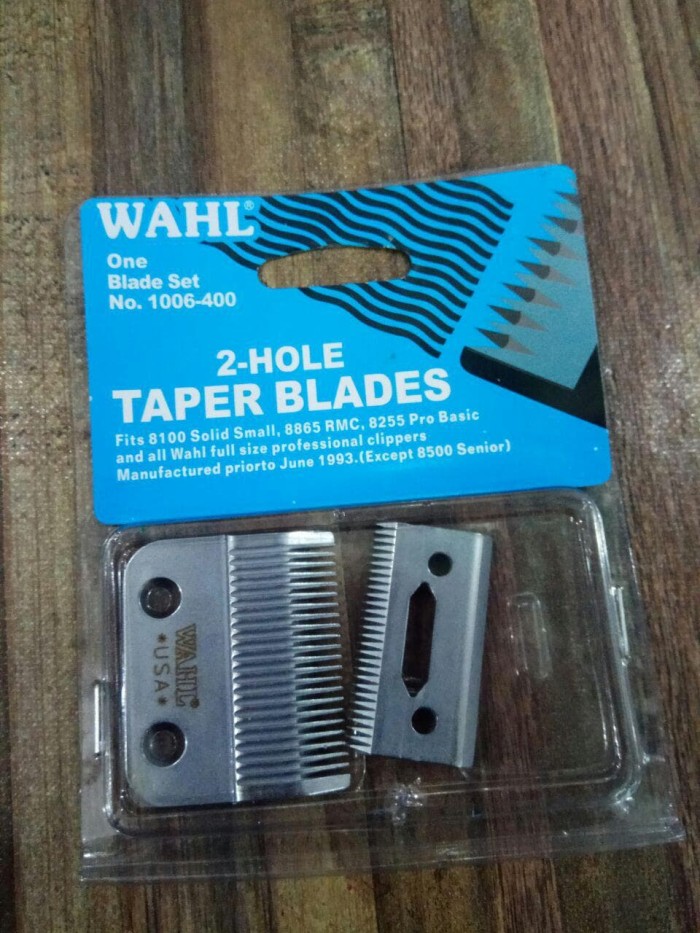 WAHL®
One
Blade Set
No. 1006-400
2-HOLE
TAPER BLADES
Fits 8100 Solid Small, 8865 RMC, 8255 Pro Basic
and all Wahl full size professional clippers
Manufactured priorto June 1993.(Except 8500 Senior)
WAHL®
*USA*